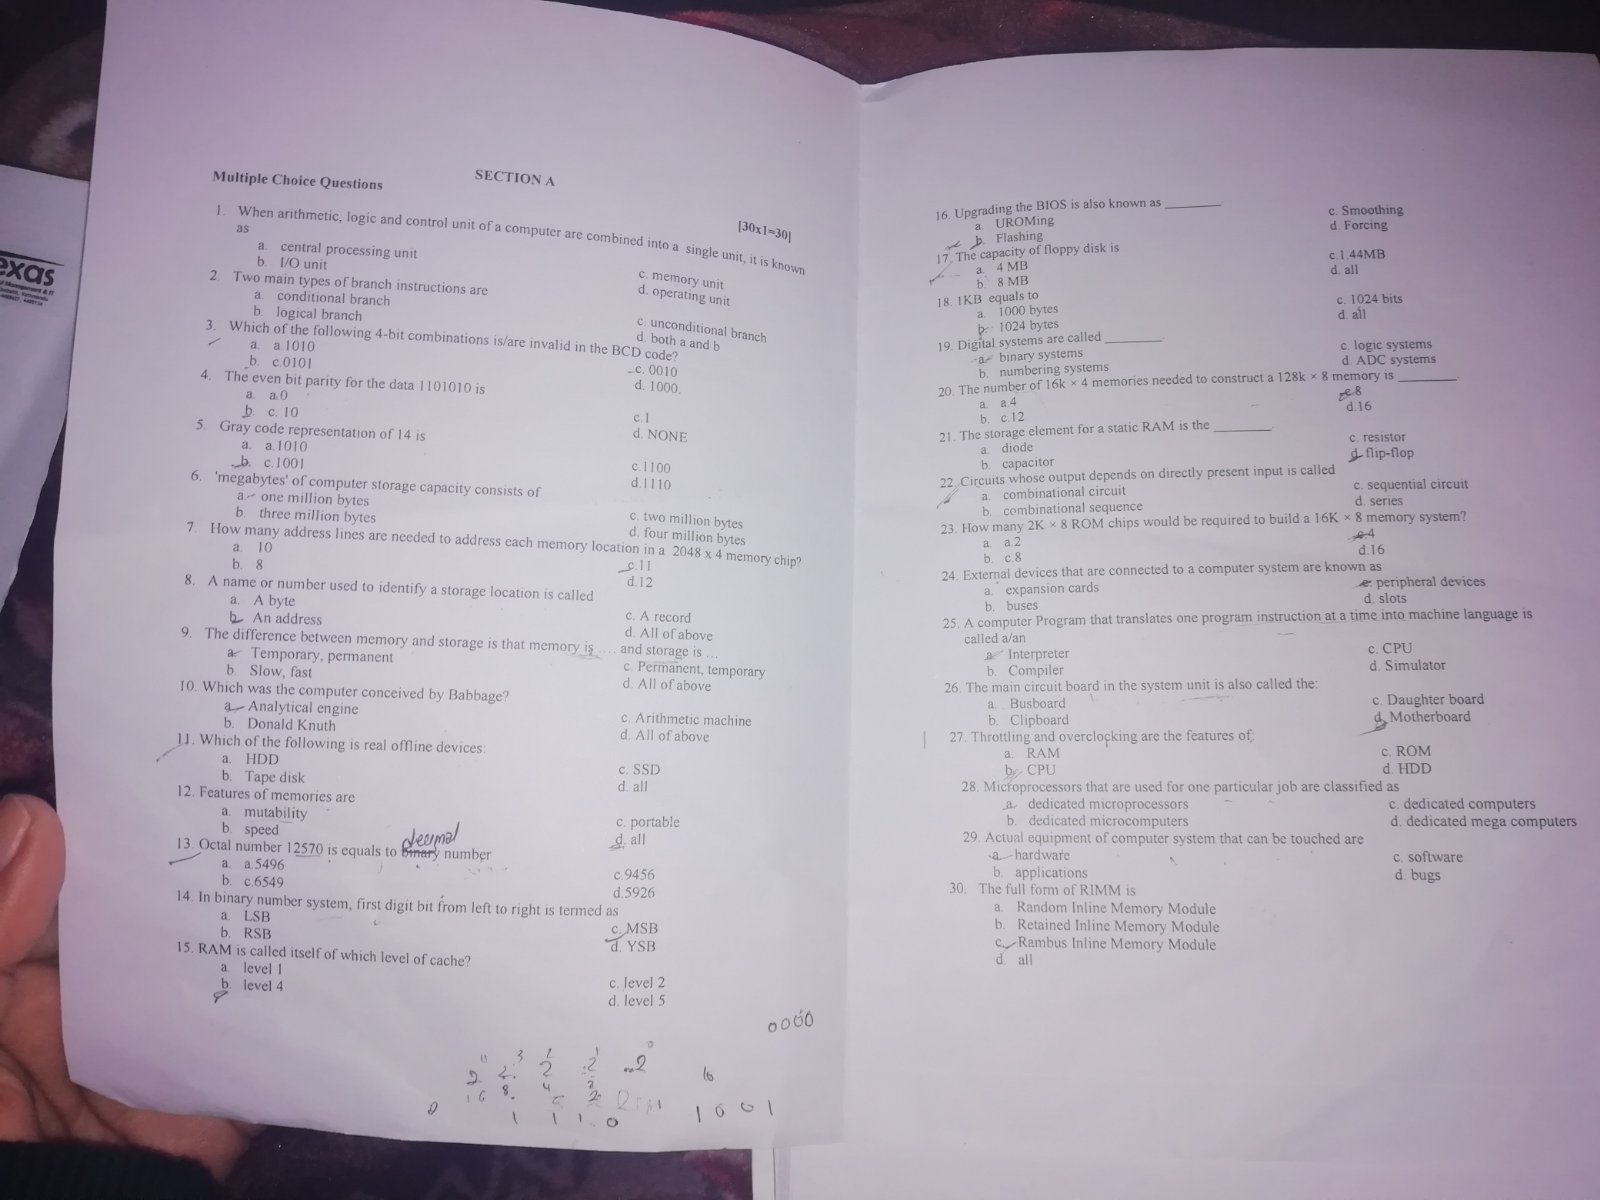 exas
SECTION A
Multiple Choice Questions
[30x1=30]
1. When arithmetic, logic and control unit of a computer are combined into a single unit, it is known
as
a. central processing unit
b. I/O unit
c. memory unit
d. operating unit
2. Two main types of branch instructions are
a. conditional branch
b. logical branch
c. unconditional branch
d. both a and b
3. Which of the following 4-bit combinations is/are invalid in the BCD code?
a. a.1010
b. c.0101
c. 0010
d. 1000.
4. The even bit parity for the data 1101010 is
a. a.0
b. c. 10
c.1
d. NONE
5. Gray code representation of 14 is
a. a.1010
b. c.1001
c.1100
d.1110
6. 'megabytes' of computer storage capacity consists of
a. one million bytes
b. three million bytes
c. two million bytes
d. four million bytes
7. How many address lines are needed to address each memory location in a 2048 x 4 memory chip?
a. 10
b. 8
c.11
d.12
8. A name or number used to identify a storage location is called
a. A byte
b. An address
c. A record
d. All of above
9. The difference between memory and storage is that memory is .... and storage is ...
a. Temporary, permanent
b. Slow, fast
c. Permanent, temporary
d. All of above
10. Which was the computer conceived by Babbage?
a. Analytical engine
b. Donald Knuth
c. Arithmetic machine
d. All of above
11. Which of the following is real offline devices:
a. HDD
b. Tape disk
c. SSD
d. all
12. Features of memories are
a. mutability
b. speed
c. portable
d. all
decimal
13. Octal number 12570 is equals to binary number
a. a.5496
b. c.6549
c.9456
d.5926
14. In binary number system, first digit bit from left to right is termed as
a. LSB
b. RSB
c. MSB
d. YSB
15. RAM is called itself of which level of cache?
a. level 1
b. level 4
c. level 2
d. level 5
0000
16
1 1 1 0
1 0 0 1
16. Upgrading the BIOS is also known as ________
a. UROMing
b. Flashing
c. Smoothing
d. Forcing
17. The capacity of floppy disk is
a. 4 MB
b. 8 MB
c.1.44MB
d. all
18. 1KB equals to
a. 1000 bytes
b. 1024 bytes
c. 1024 bits
d. all
19. Digital systems are called ________.
a. binary systems
b. numbering systems
c. logic systems
d. ADC systems
20. The number of 16k × 4 memories needed to construct a 128k × 8 memory is ________.
a. a.4
b. c.12
c.8
d.16
21. The storage element for a static RAM is the ________.
a. diode
b. capacitor
c. resistor
d. flip-flop
22. Circuits whose output depends on directly present input is called
a. combinational circuit
b. combinational sequence
c. sequential circuit
d. series
23. How many 2K × 8 ROM chips would be required to build a 16K × 8 memory system?
a. a.2
b. c.8
c.4
d.16
24. External devices that are connected to a computer system are known as
a. expansion cards
b. buses
c. peripheral devices
d. slots
25. A computer Program that translates one program instruction at a time into machine language is
called a/an
a. Interpreter
b. Compiler
c. CPU
d. Simulator
26. The main circuit board in the system unit is also called the:
a. Busboard
b. Clipboard
c. Daughter board
d. Motherboard
27. Throttling and overclocking are the features of:
a. RAM
b. CPU
c. ROM
d. HDD
28. Microprocessors that are used for one particular job are classified as
a. dedicated microprocessors
b. dedicated microcomputers
c. dedicated computers
d. dedicated mega computers
29. Actual equipment of computer system that can be touched are
a. hardware
b. applications
c. software
d. bugs
30. The full form of RIMM is
a. Random Inline Memory Module
b. Retained Inline Memory Module
c. Rambus Inline Memory Module
d. all